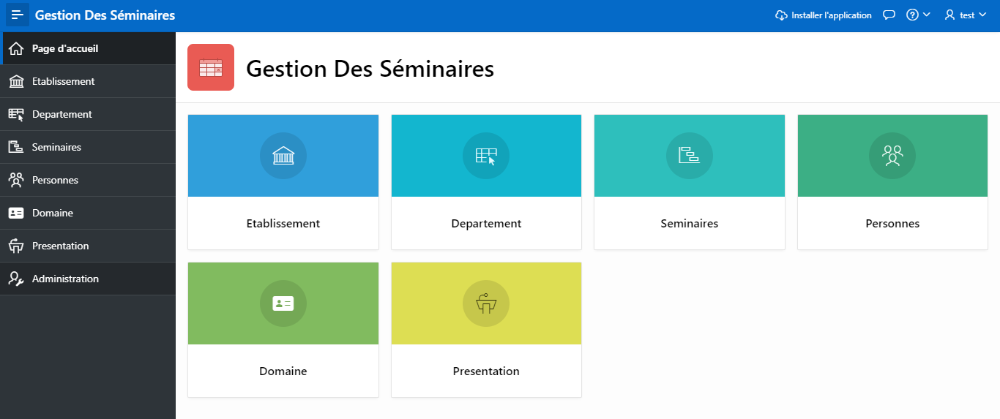 Gestion Des Séminaires
Installer l'application
test
Page d'accueil
Etablissement
Departement
Seminaires
Personnes
Domaine
Presentation
Administration
Gestion Des Séminaires
Etablissement
Departement
Seminaires
Personnes
Domaine
Presentation